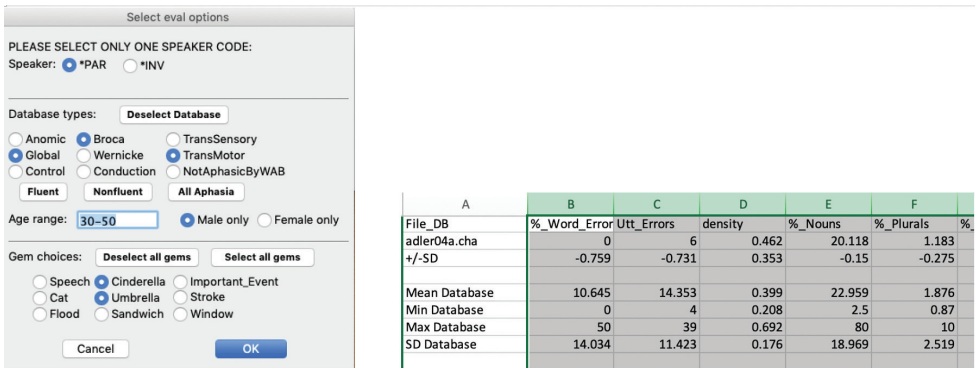 Select eval options
PLEASE SELECT ONLY ONE SPEAKER CODE:
Speaker: *PAR *INV
Database types: Deselect Database
Anomic Broca TransSensory
Global Wernicke TransMotor
Control Conduction NotAphasicByWAB
Fluent Nonfluent All Aphasia
Age range: 30-50 Male only Female only
Gem choices: Deselect all gems Select all gems
Speech Cinderella Important_Event
Cat Umbrella Stroke
Flood Sandwich Window
Cancel OK
A B C D E F
File_DB %_Word_Error Utt_Errors density %_Nouns %_Plurals %_
adler04a.cha 0 6 0.462 20.118 1.183
+/-SD -0.759 -0.731 0.353 -0.15 -0.275
Mean Database 10.645 14.353 0.399 22.959 1.876
Min Database 0 4 0.208 2.5 0.87
Max Database 50 39 0.692 80 10
SD Database 14.034 11.423 0.176 18.969 2.519